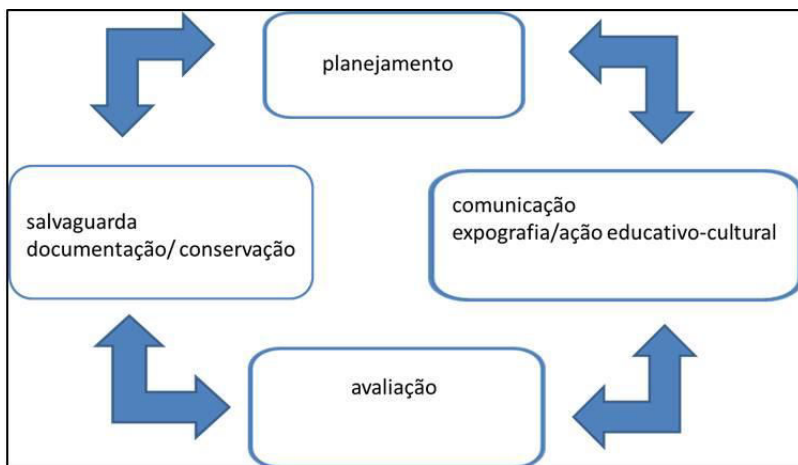 planejamento
salvaguarda
documentação/ conservação
comunicação
expografia/ação educativo-cultural
avaliação